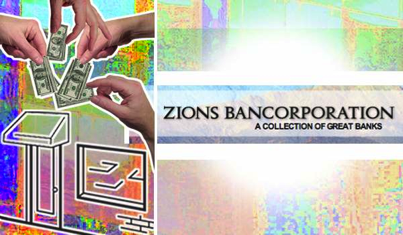 ZIONS BANCORPORATION
A COLLECTION OF GREAT BANKS